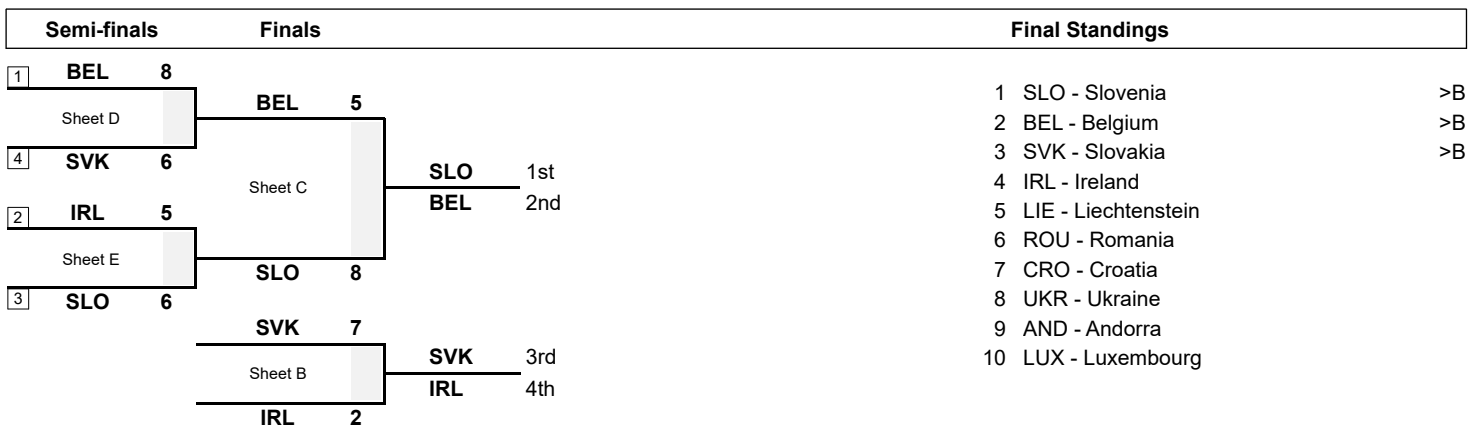 Semi-finals Finals Final Standings
1 BEL 8
Sheet D
4 SVK 6
2 IRL 5
Sheet E
3 SLO 6
BEL 5
Sheet C
SLO 8
SLO 1st
BEL 2nd
SVK 7
Sheet B
IRL 2
SVK 3rd
IRL 4th
1 SLO - Slovenia >B
2 BEL - Belgium >B
3 SVK - Slovakia >B
4 IRL - Ireland
5 LIE - Liechtenstein
6 ROU - Romania
7 CRO - Croatia
8 UKR - Ukraine
9 AND - Andorra
10 LUX - Luxembourg